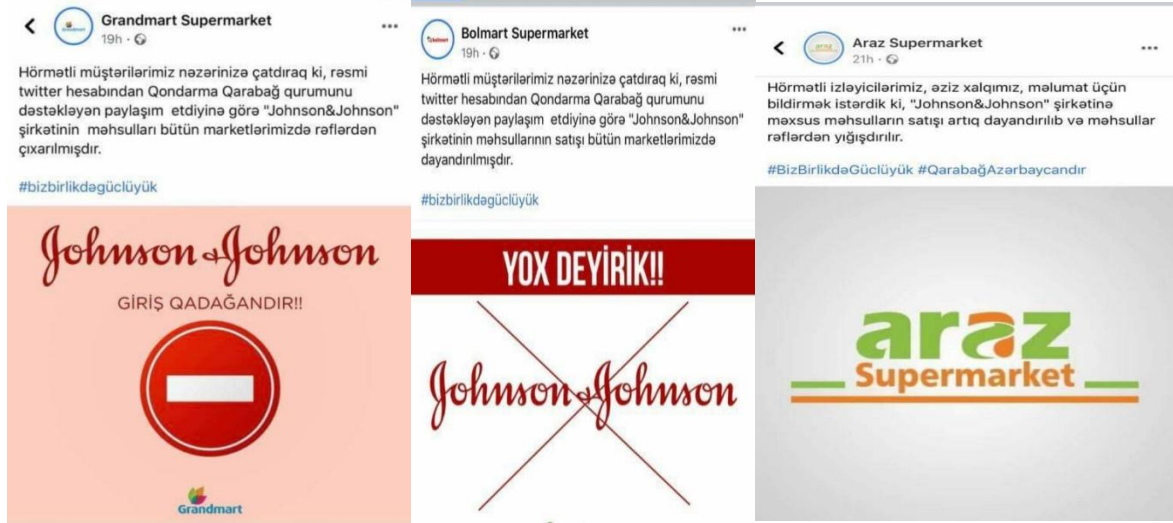 Grandmart Supermarket
19h
Hörmətli müştərilərimiz nəzərinizə çatdıraq ki, rəsmi
twitter hesabından Qondarma Qarabağ qurumunu
dəstəkləyən paylaşım etdiyinə görə "Johnson&Johnson"
şirkətinin məhsulları bütün marketlərimizdə rəflərdən
çıxarılmışdır.
#bizbirlikdəgüclüyük
Johnson&Johnson
GİRİŞ QADAĞANDIR!!
Grandmart
Bolmart Supermarket
19h
Hörmətli müştərilərimiz nəzərinizə çatdıraq ki, rəsmi
twitter hesabından Qondarma Qarabağ qurumunu
dəstəkləyən paylaşım etdiyinə görə "Johnson&Johnson"
şirkətinin məhsullarının satışı bütün marketlərimizdə
dayandırılmışdır.
#bizbirlikdəgüclüyük
YOX DEYİRİK!!
Johnson&Johnson
araz
Araz Supermarket
21h
Hörmətli izləyicilərimiz, əziz xalqımız, məlumat üçün
bildirmək istərdik ki, "Johnson&Johnson" şirkətinə
məxsus məhsulların satışı artıq dayandırılıb və məhsullar
rəflərdən yığışdırılır.
#BizBirlikdəGüclüyük #QarabağAzərbaycandır
araz
Supermarket